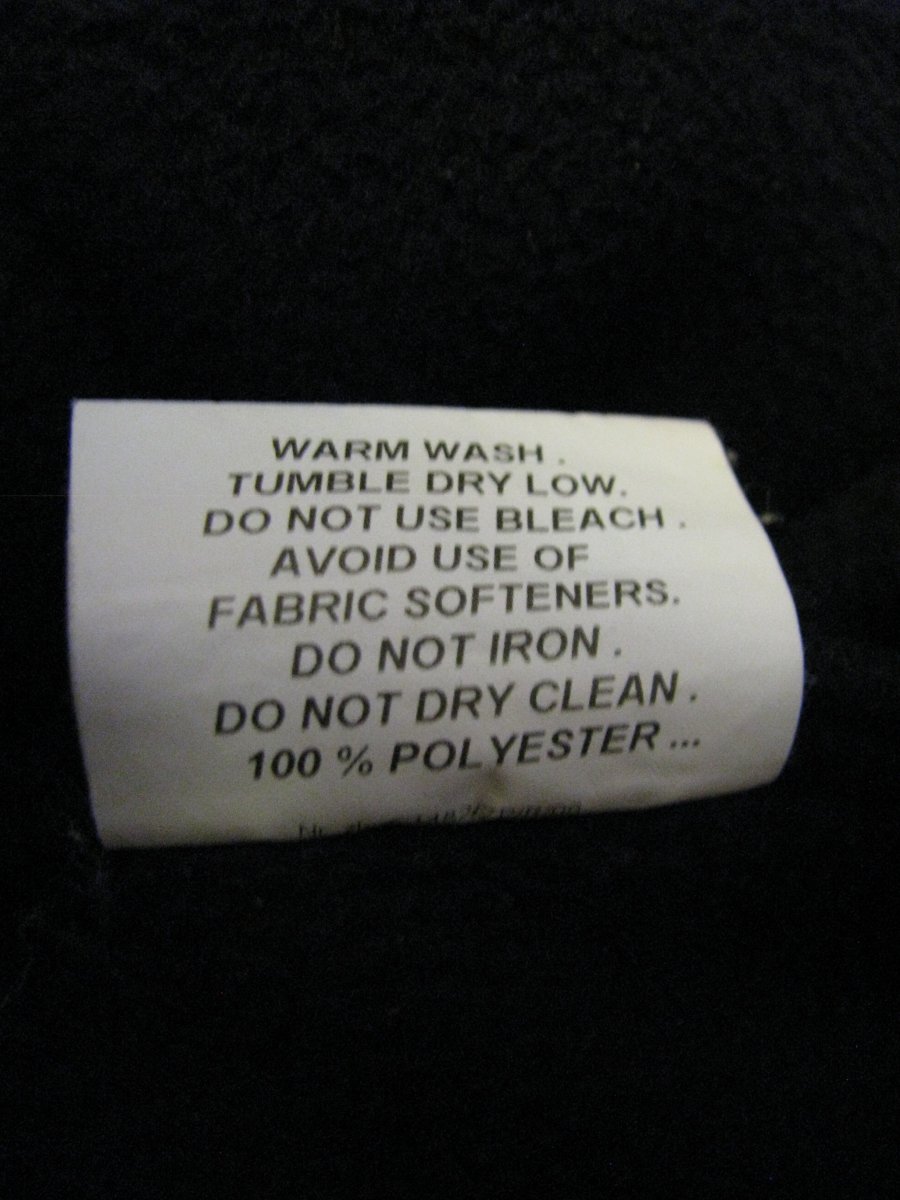 WARM WASH .
TUMBLE DRY LOW.
DO NOT USE BLEACH .
AVOID USE OF
FABRIC SOFTENERS.
DO NOT IRON .
DO NOT DRY CLEAN .
100 % POLYESTER ...